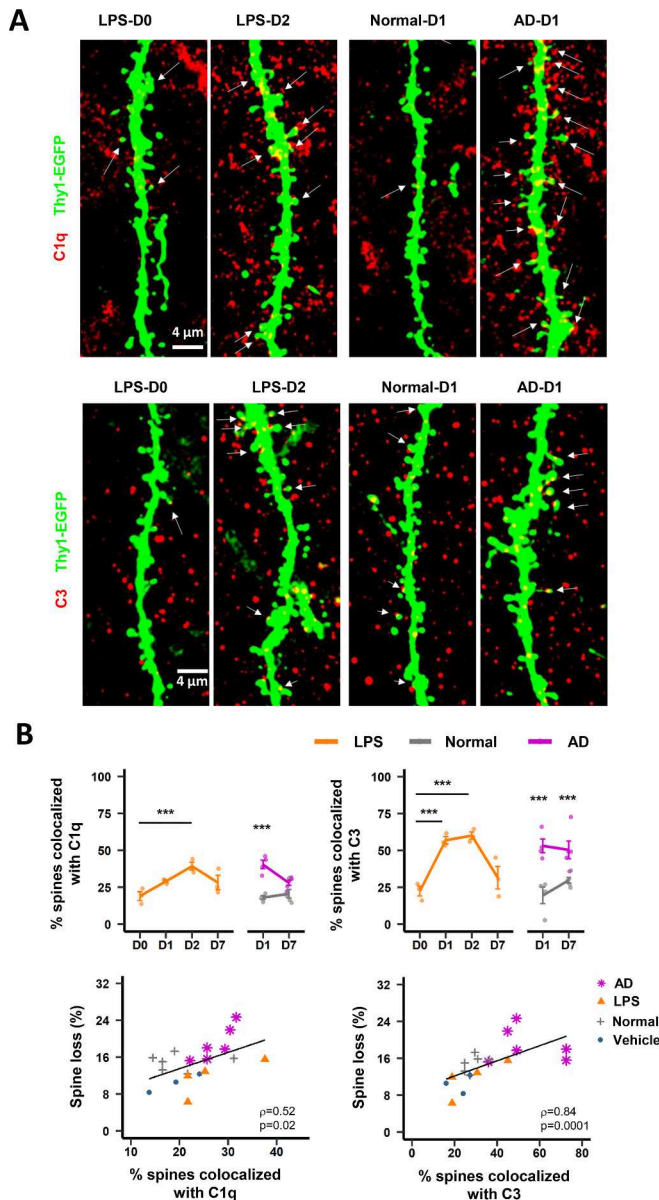 A
LPS-D0 LPS-D2 Normal-D1 AD-D1
C1q Thy1-EGFP
4 µm
LPS-D0 LPS-D2 Normal-D1 AD-D1
C3 Thy1-EGFP
4 µm
B
LPS Normal AD
% spines colocalized
with C1q
100
75
50
25
0
***
***
D0 D1 D2 D7 D1 D7
% spines colocalized
with C3
100
75
50
25
0
***
***
*** ***
D0 D1 D2 D7 D1 D7
Spine loss (%)
32
24
16
8
0
ρ=0.52
p=0.02
10 20 30 40
% spines colocalized
with C1q
Spine loss (%)
32
24
16
8
0
ρ=0.84
p=0.0001
0 20 40 60 80
% spines colocalized
with C3
AD
LPS
Normal
Vehicle